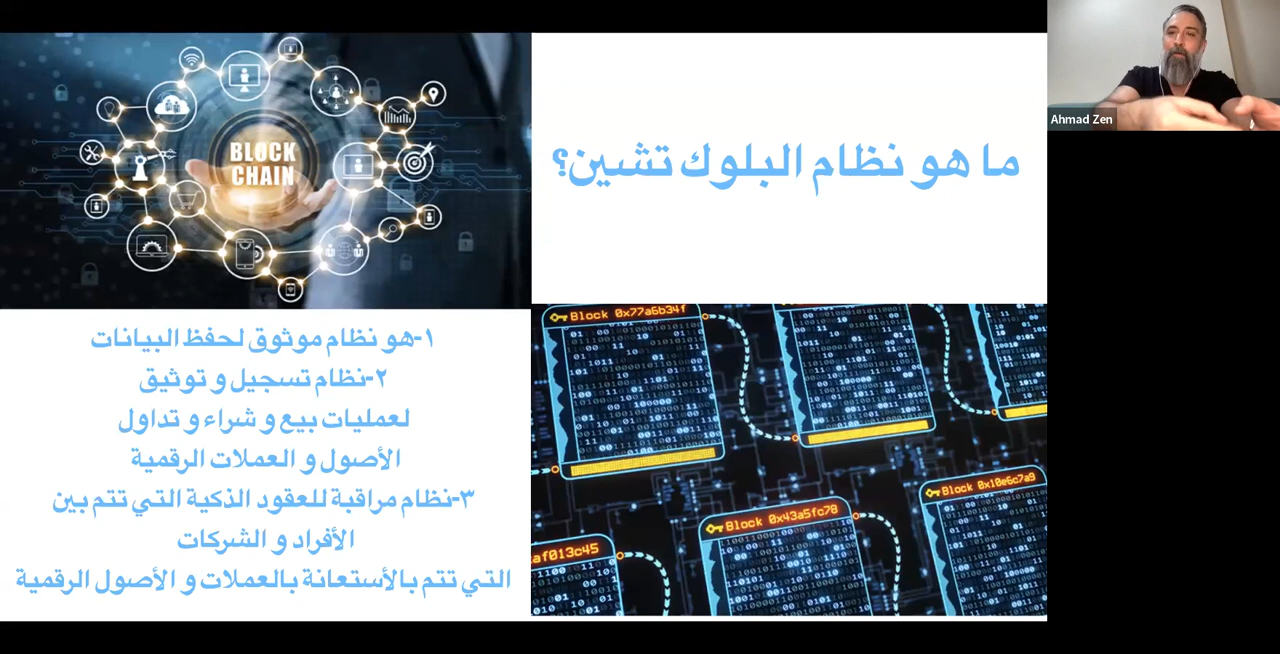 ما هو نظام البلوك تشين؟
BLOCK
CHAIN
١-هو نظام موثوق لحفظ البيانات
٢-نظام تسجيل و توثيق
لعمليات بيع و شراء و تداول
الأصول و العملات الرقمية
٣-نظام مراقبة للعقود الذكية التي تتم بين
الأفراد و الشركات
التي تتم بالأستعانة بالعملات و الأصول الرقمية
Block 0x77a6b34f
Block 0x10e6c7a9
Block 0x43a5fc78
af013c45
Ahmad Zen